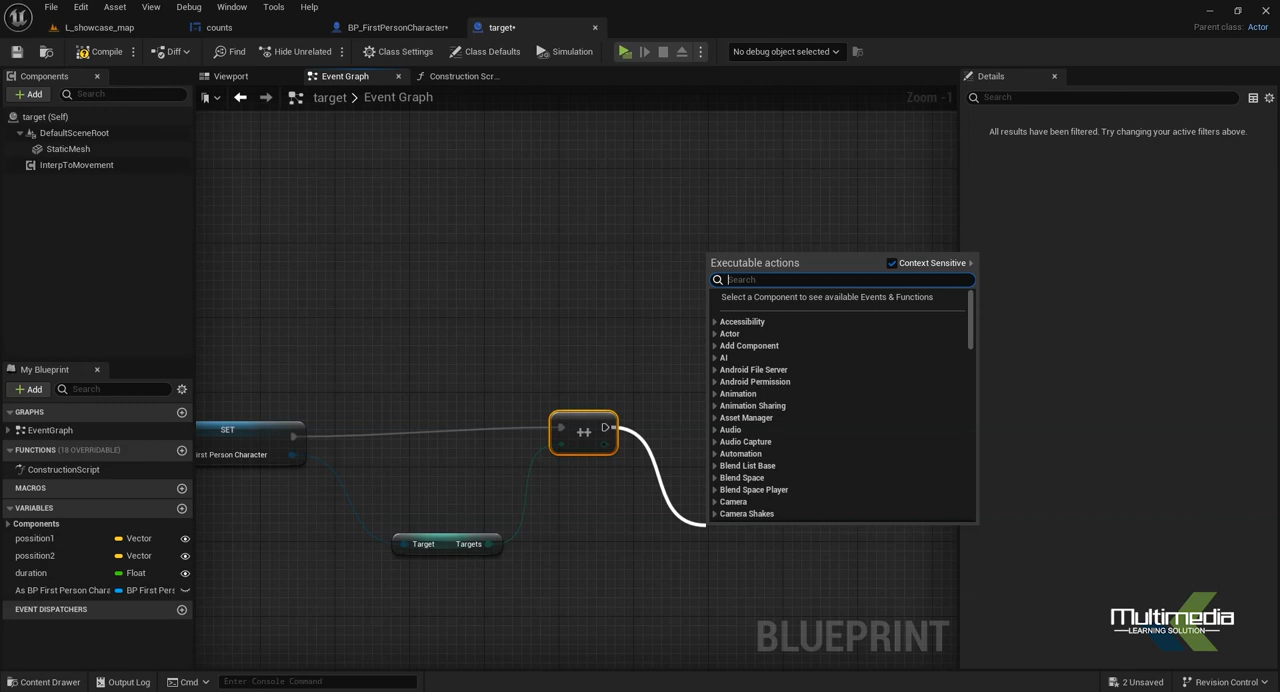 File Edit Asset View Debug Window Tools Help
L_showcase_map counts BP_FirstPersonCharacter* target*
Parent class: Actor
Compile Diff Find Hide Unrelated Class Settings Class Defaults Simulation No debug object selected
Components Viewport Event Graph Construction Scr... Details
Add Search target > Event Graph Zoom -1 Search
target (Self)
DefaultSceneRoot All results have been filtered. Try changing your active filters above.
StaticMesh
InterpToMovement
Executable actions Context Sensitive
Search
Select a Component to see available Events & Functions
Accessibility
Actor
Add Component
AI
Android File Server
Android Permission
Animation
Animation Sharing
Asset Manager
Audio
Audio Capture
Automation
Blend List Base
Blend Space
Blend Space Player
Camera
Camera Shakes
SET
irst Person Character
++
Target Targets
My Blueprint
Add Search
GRAPHS
EventGraph
FUNCTIONS (18 OVERRIDABLE)
ConstructionScript
MACROS
VARIABLES
Components
possition1 Vector
possition2 Vector
duration Float
As BP First Person Chara BP First Pers
EVENT DISPATCHERS
BLUEPRINT
Multimedia
LEARNING SOLUTION
Content Drawer Output Log Cmd Enter Console Command 2 Unsaved Revision Control